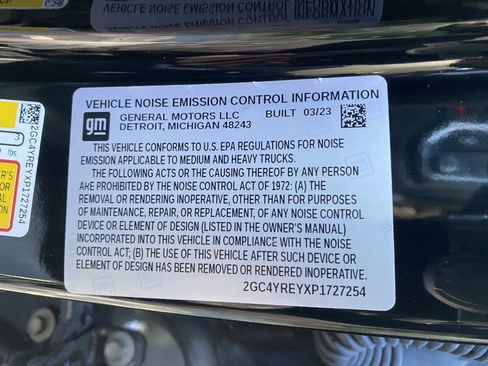 VEHICLE NOISE EMISSION CONTROL INFORMATION
gm
GENERAL MOTORS LLC BUILT 03/23
DETROIT, MICHIGAN 48243
THIS VEHICLE CONFORMS TO U.S. EPA REGULATIONS FOR NOISE
EMISSION APPLICABLE TO MEDIUM AND HEAVY TRUCKS.
THE FOLLOWING ACTS OR THE CAUSING THEREOF BY ANY PERSON
ARE PROHIBITED BY THE NOISE CONTROL ACT OF 1972: (A) THE
REMOVAL OR RENDERING INOPERATIVE, OTHER THAN FOR PURPOSES
OF MAINTENANCE, REPAIR, OR REPLACEMENT, OF ANY NOISE CONTROL
DEVICE OR ELEMENT OF DESIGN (LISTED IN THE OWNER'S MANUAL)
INCORPORATED INTO THIS VEHICLE IN COMPLIANCE WITH THE NOISE
CONTROL ACT; (B) THE USE OF THIS VEHICLE AFTER SUCH DEVICE OR
ELEMENT OF DESIGN HAS BEEN REMOVED OR RENDERED INOPERATIVE.
2GC4YREYXP1727254
2GC4YREYXP1727254
3
lbs